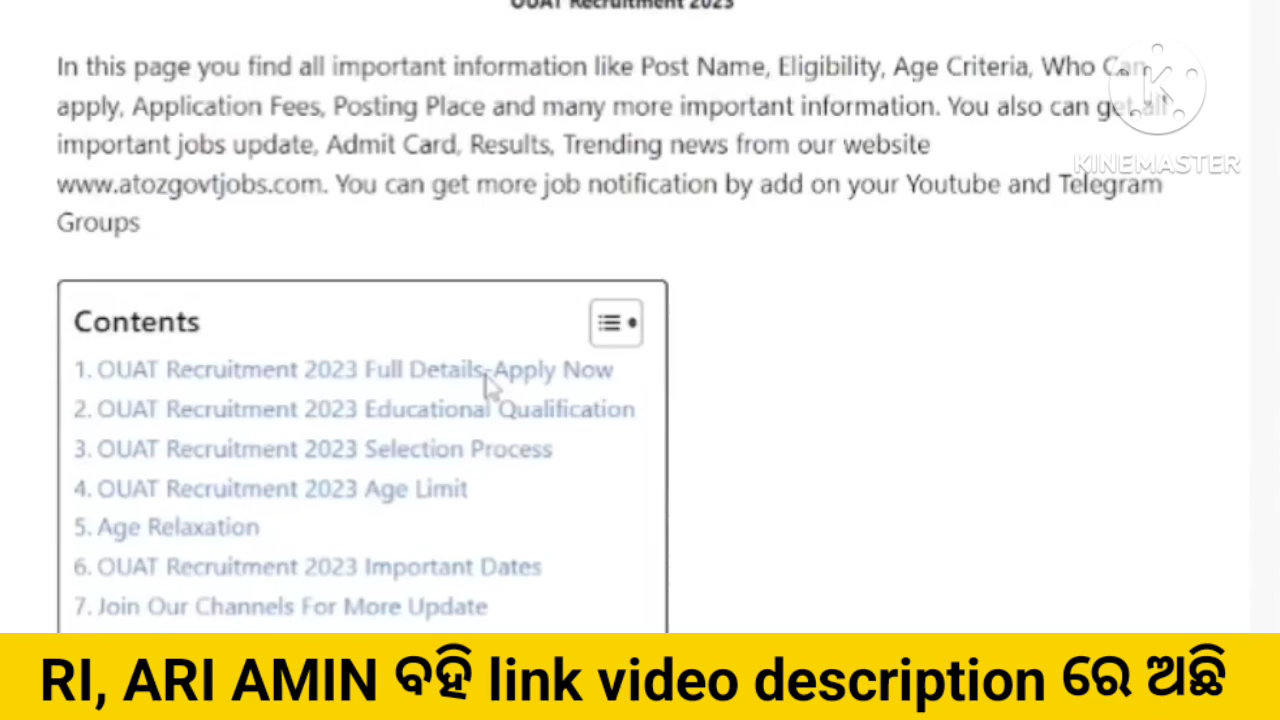 OUAT Recruitment 2023
In this page you find all important information like Post Name, Eligibility, Age Criteria, Who Can
apply, Application Fees, Posting Place and many more important information. You also can get all
important jobs update, Admit Card, Results, Trending news from our website
www.atozgovtjobs.com. You can get more job notification by add on your Youtube and Telegram
Groups
KINEMASTER
Contents
1. OUAT Recruitment 2023 Full Details-Apply Now
2. OUAT Recruitment 2023 Educational Qualification
3. OUAT Recruitment 2023 Selection Process
4. OUAT Recruitment 2023 Age Limit
5. Age Relaxation
6. OUAT Recruitment 2023 Important Dates
7. Join Our Channels For More Update
RI, ARI AMIN ବହି link video description ରେ ଅଛି